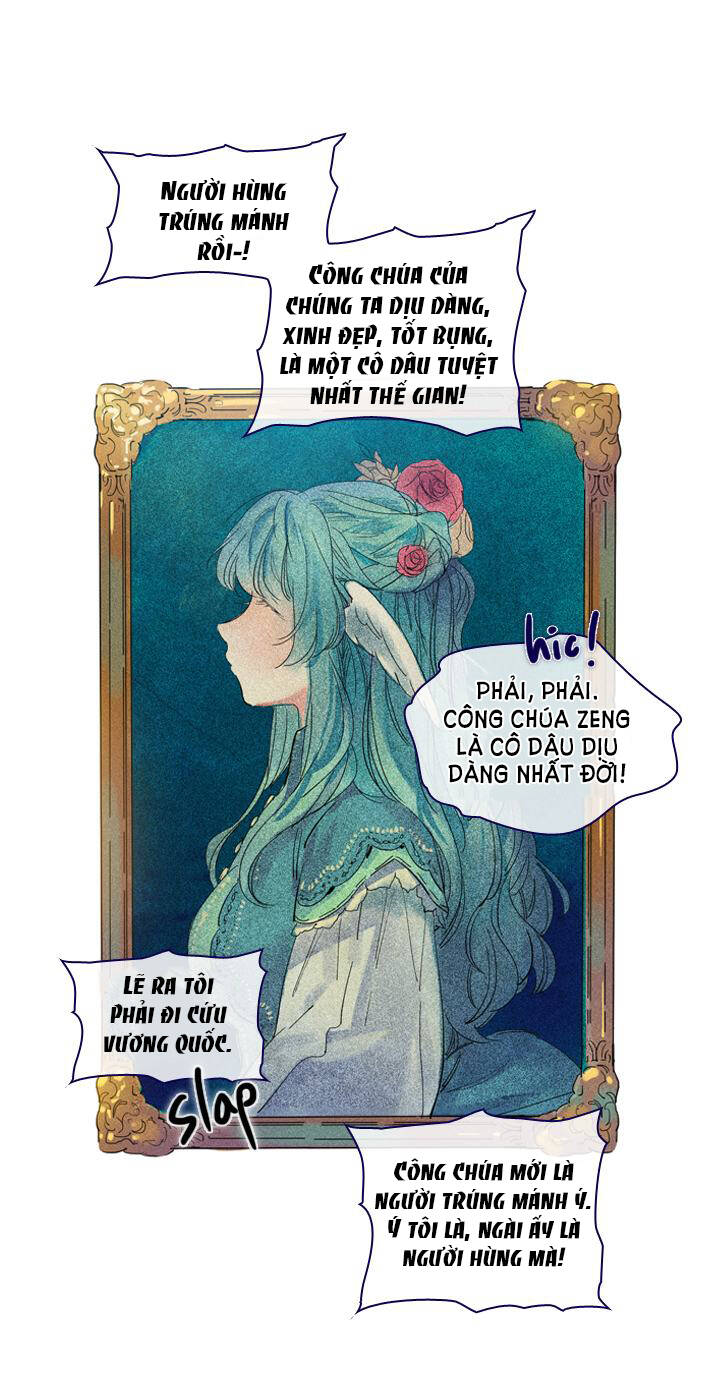 Người hùng
trúng mánh
rồi-!
Công chúa của
chúng ta dịu dàng,
xinh đẹp, tốt bụng,
là một cô dâu tuyệt
nhất thế gian!
hic!
PHẢI, PHẢI.
CÔNG CHÚA ZENG
LÀ CÔ DÂU DỊU
DÀNG NHẤT ĐỜI!
Lẽ ra tôi
phải đi cứu
vương quốc.
slap
Công chúa mới là
người trúng mánh ý.
Ý tôi là, ngài ấy là
người hùng mà!